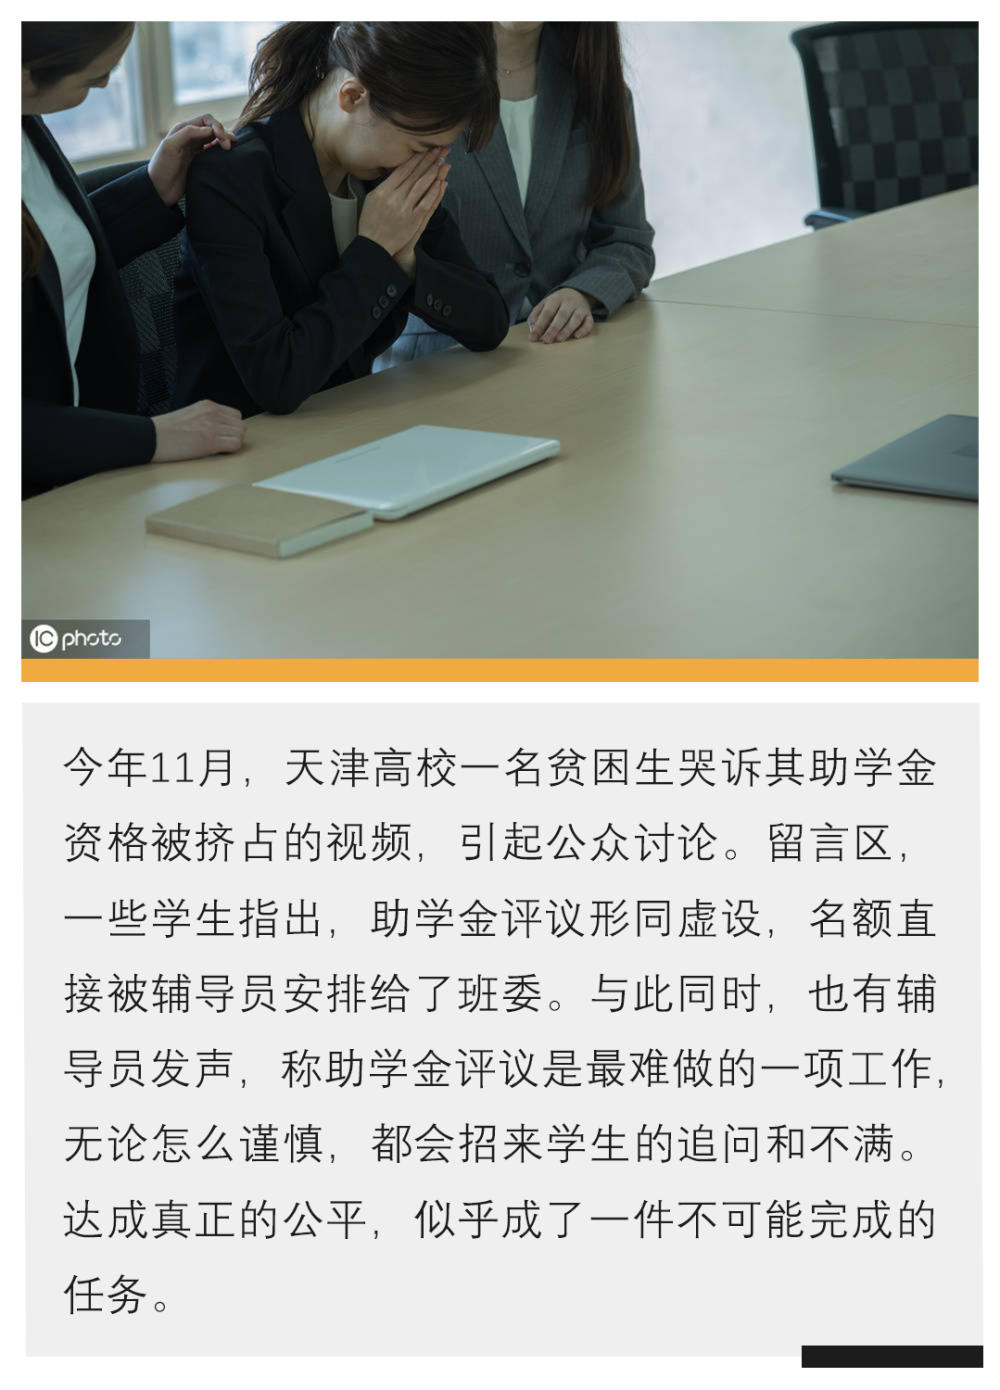 IC photo
今年11月，天津高校一名贫困生哭诉其助学金
资格被挤占的视频，引起公众讨论。留言区，
一些学生指出，助学金评议形同虚设，名额直
接被辅导员安排给了班委。与此同时，也有辅
导员发声，称助学金评议是最难做的一项工作，
无论怎么谨慎，都会招来学生的追问和不满。
达成真正的公平，似乎成了一件不可能完成的
任务。